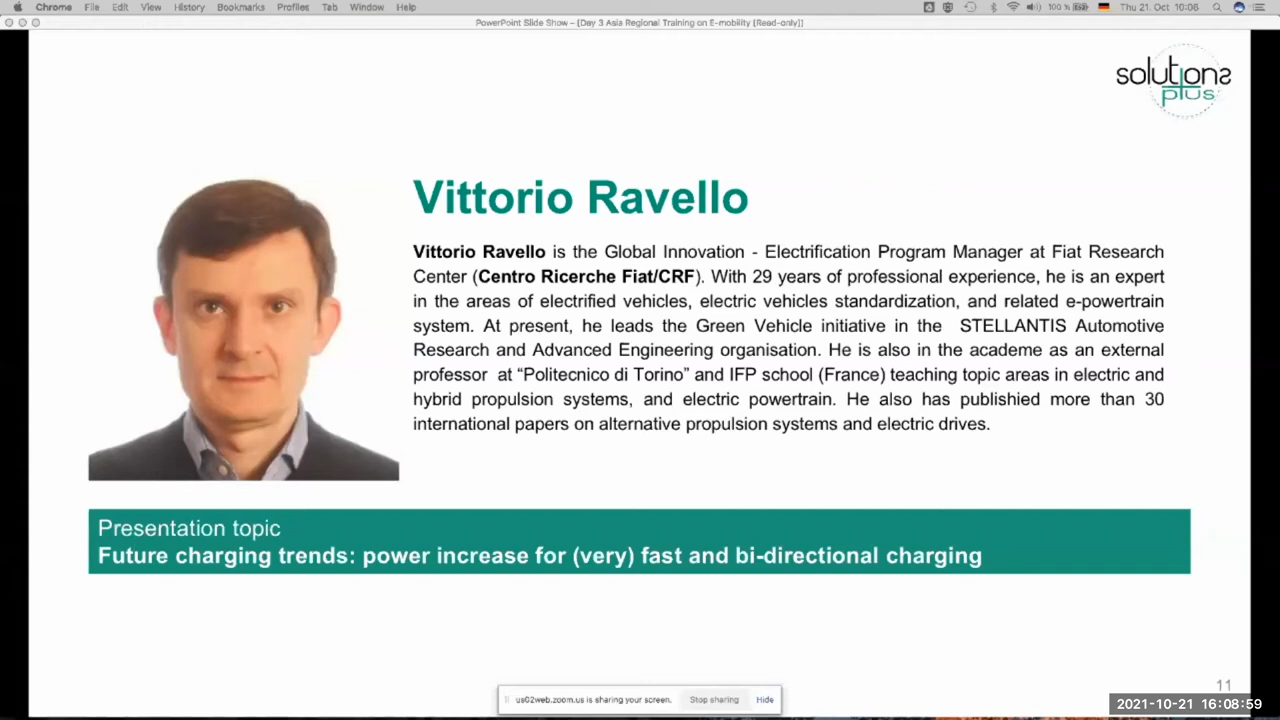 Chrome File Edit View History Bookmarks Profiles Tab Window Help 100 % Thu 21. Oct 10:06
PowerPoint Slide Show – [Day 3 Asia Regional Training on E-mobility [Read-only]]
solutions
plus
Vittorio Ravello
Vittorio Ravello is the Global Innovation - Electrification Program Manager at Fiat Research
Center (Centro Ricerche Fiat/CRF). With 29 years of professional experience, he is an expert
in the areas of electrified vehicles, electric vehicles standardization, and related e-powertrain
system. At present, he leads the Green Vehicle initiative in the STELLANTIS Automotive
Research and Advanced Engineering organisation. He is also in the academe as an external
professor at “Politecnico di Torino” and IFP school (France) teaching topic areas in electric and
hybrid propulsion systems, and electric powertrain. He also has publishied more than 30
international papers on alternative propulsion systems and electric drives.
Presentation topic
Future charging trends: power increase for (very) fast and bi-directional charging
us02web.zoom.us is sharing your screen. Stop sharing Hide
11
2021-10-21 16:08:59